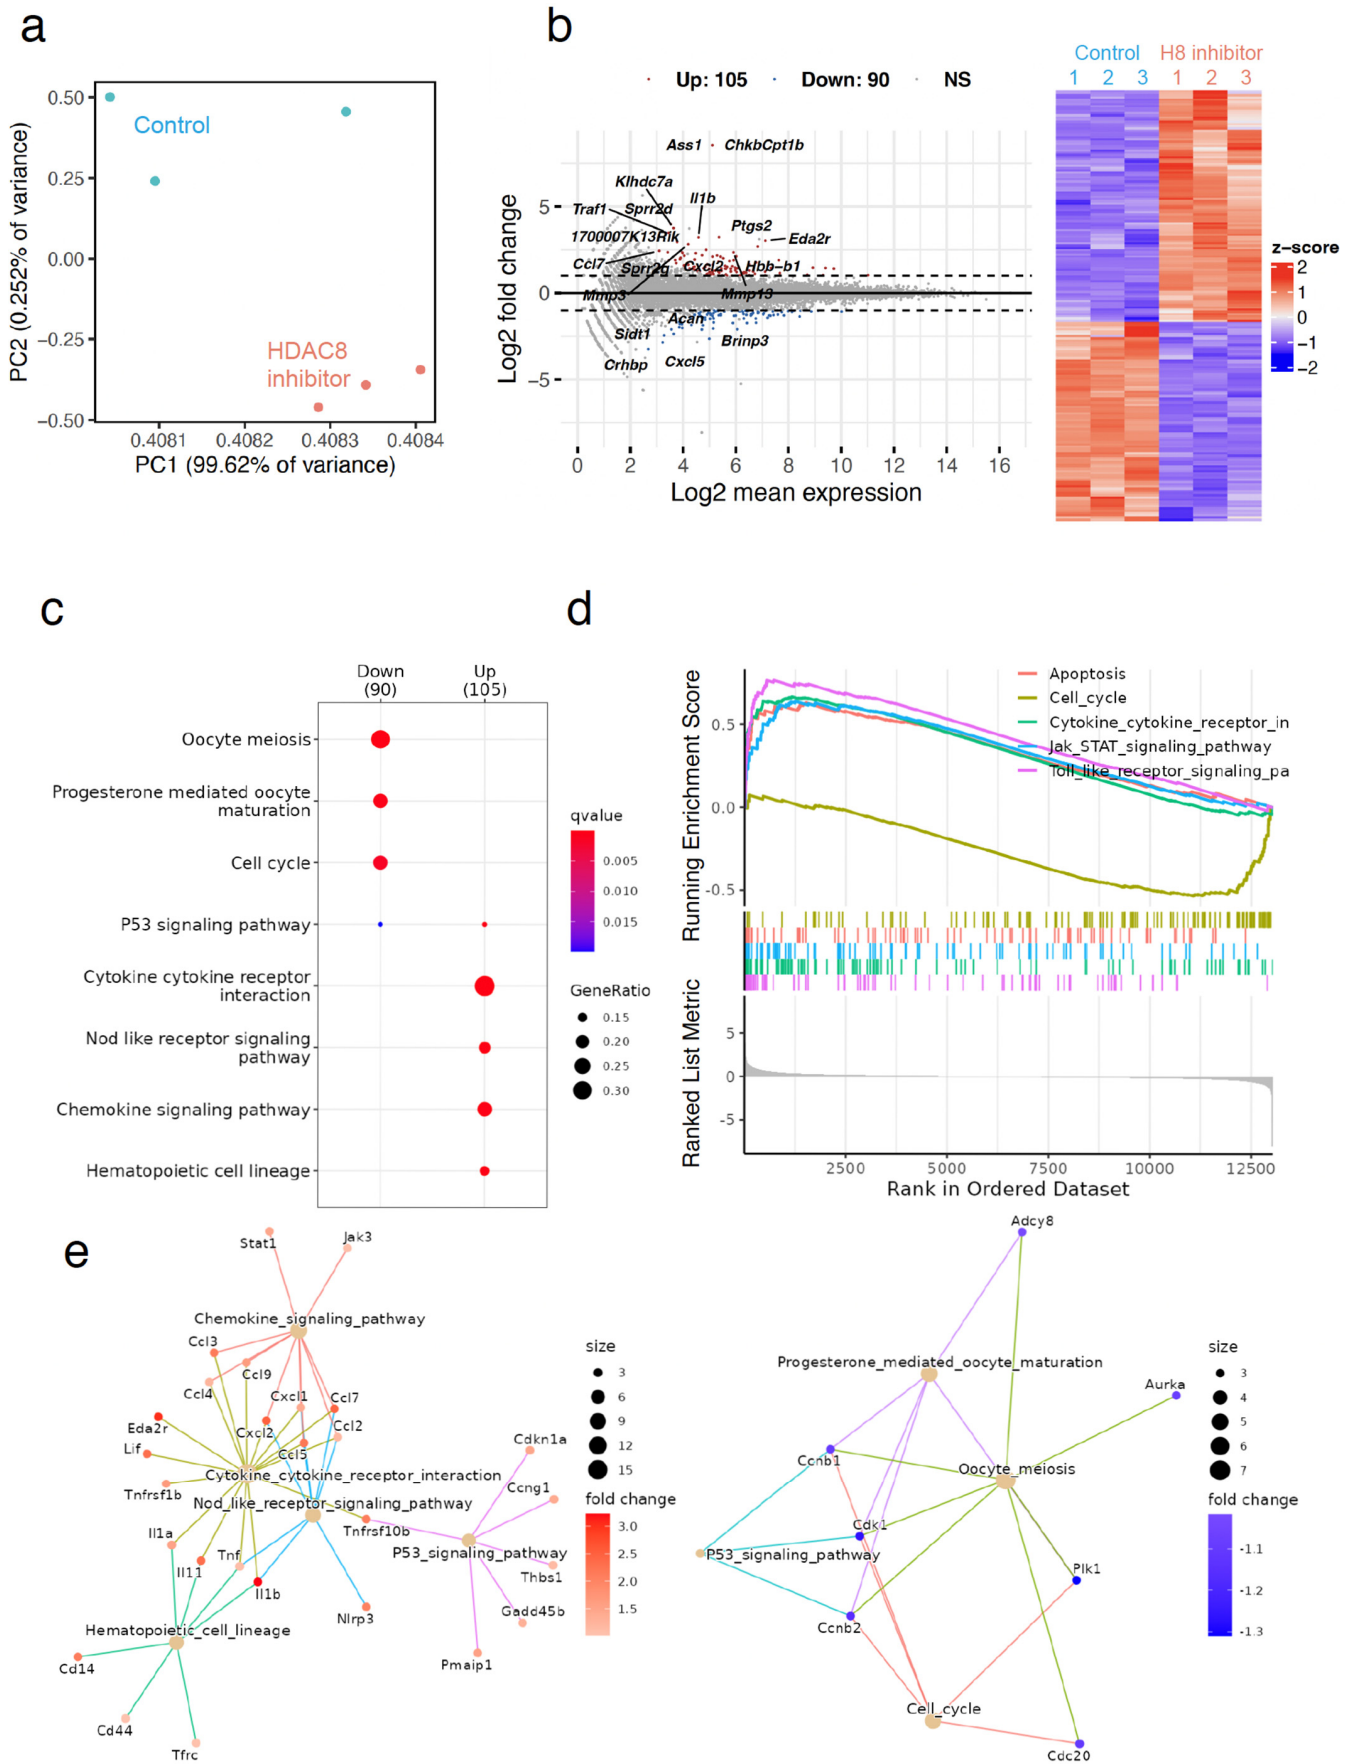 a
0.50
0.25
0.00
−0.25
−0.50
Control
HDAC8
inhibitor
0.4081
0.4082
0.4083
0.4084
PC1 (99.62% of variance)
PC2 (0.252% of variance)
b
Up: 105
Down: 90
NS
Ass1
ChkbCpt1b
Klhdc7a
Il1b
Traf1
Sprr2d
Ptgs2
1700007K13Rik
Eda2r
Ccl7
Sprr2g
Cxcl2
Hbb−b1
Mmp3
Mmp13
Acan
Sidt1
Brinp3
Crhbp
Cxcl5
5
0
−5
0 2 4 6 8 10 12 14 16
Log2 mean expression
Log2 fold change
Control H8 inhibitor
1 2 3 1 2 3
z−score
2
1
0
−1
−2
c
Down
(90)
Up
(105)
Oocyte meiosis
Progesterone mediated oocyte
maturation
Cell cycle
P53 signaling pathway
Cytokine cytokine receptor
interaction
Nod like receptor signaling
pathway
Chemokine signaling pathway
Hematopoietic cell lineage
qvalue
0.005
0.010
0.015
GeneRatio
0.15
0.20
0.25
0.30
d
Apoptosis
Cell_cycle
Cytokine_cytokine_receptor_in
Jak_STAT_signaling_pathway
Toll_like_receptor_signaling_pa
Running Enrichment Score
0.5
0.0
-0.5
Ranked List Metric
5
0
-5
2500 5000 7500 10000 12500
Rank in Ordered Dataset
e
Stat1
Jak3
Chemokine_signaling_pathway
Ccl3
Ccl9
Ccl4
Cxcl1
Ccl7
Eda2r
Cxcl2
Ccl2
Lif
Ccl5
Cytokine_cytokine_receptor_interaction
Tnfrsf1b
Nod_like_receptor_signaling_pathway
Tnfrsf10b
Il1a
Tnf
Il11
Il1b
Nlrp3
Hematopoietic_cell_lineage
Cd14
Cd44
Tfrc
Cdkn1a
Ccng1
P53_signaling_pathway
Thbs1
Gadd45b
Pmaip1
size
3
6
9
12
15
fold change
3.0
2.5
2.0
1.5
Adcy8
Progesterone_mediated_oocyte_maturation
Aurka
Ccnb1
Oocyte_meiosis
Cdk1
P53_signaling_pathway
Plk1
Ccnb2
Cell_cycle
Cdc20
size
3
4
5
6
7
fold change
-1.1
-1.2
-1.3